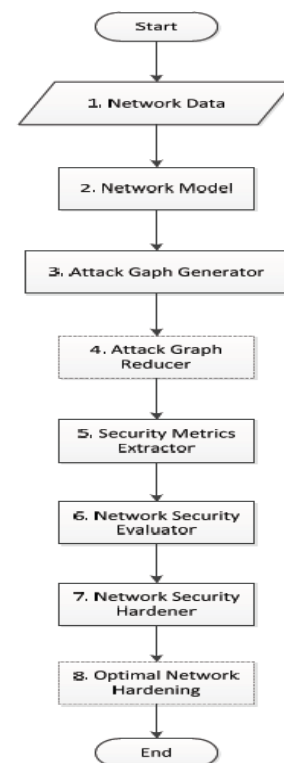 Start
1. Network Data
2. Network Model
3. Attack Gaph Generator
4. Attack Graph
Reducer
5. Security Metrics
Extractor
6. Network Security
Evaluator
7. Network Security
Hardener
8. Optimal Network
Hardening
End